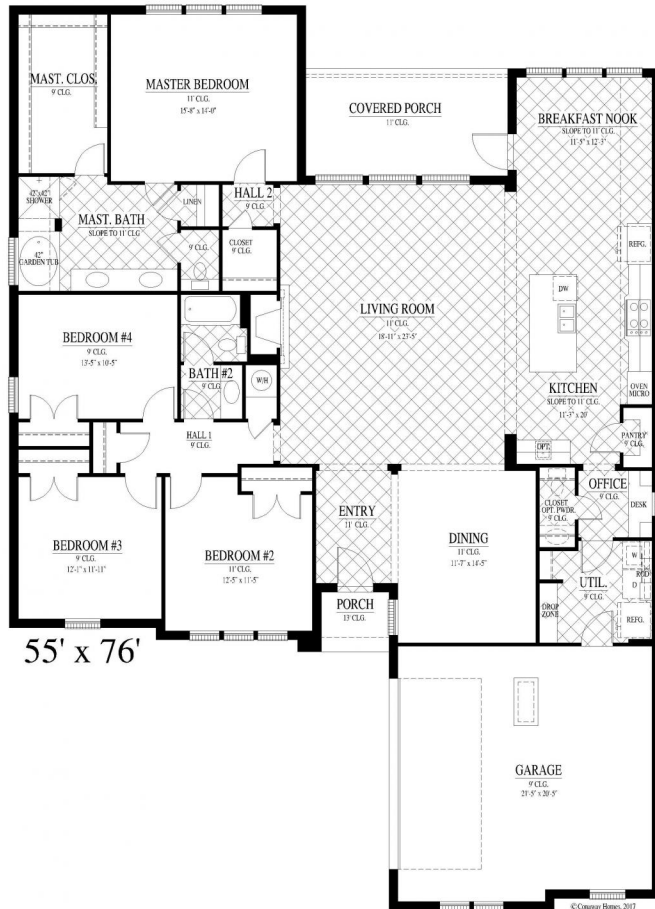 MAST. CLOS.
9' CLG.
MASTER BEDROOM
11' CLG.
15'-8" x 14'-0"
COVERED PORCH
11' CLG.
BREAKFAST NOOK
SLOPE TO 11' CLG.
11'-5" x 12'-3"
42"x42"
SHOWER
MAST. BATH
SLOPE TO 11' CLG
LINEN
HALL 2
9' CLG.
42"
GARDEN TUB
9' CLG.
CLOSET
9' CLG.
REFG.
DW
LIVING ROOM
11' CLG.
18'-11" x 23'-5"
BEDROOM #4
9' CLG.
13'-5" x 10'-5"
BATH #2
9' CLG.
W/H
KITCHEN
SLOPE TO 11' CLG.
11'-3" x 20'
OVEN
MICRO
HALL 1
9' CLG.
PANTRY
9' CLG.
OPT.
OFFICE
9' CLG.
DESK
CLOSET
OPT. PWDR.
9' CLG.
ENTRY
11' CLG.
DINING
11' CLG.
11'-7" x 14'-5"
BEDROOM #3
9' CLG.
12'-1" x 11'-11"
BEDROOM #2
11' CLG.
12'-5" x 11'-5"
W
ROD
D
UTIL.
9' CLG.
DROP
ZONE
REFG.
PORCH
13' CLG.
55' x 76'
GARAGE
9' CLG.
21'-5" x 20'-5"
© Conaway Homes, 2017